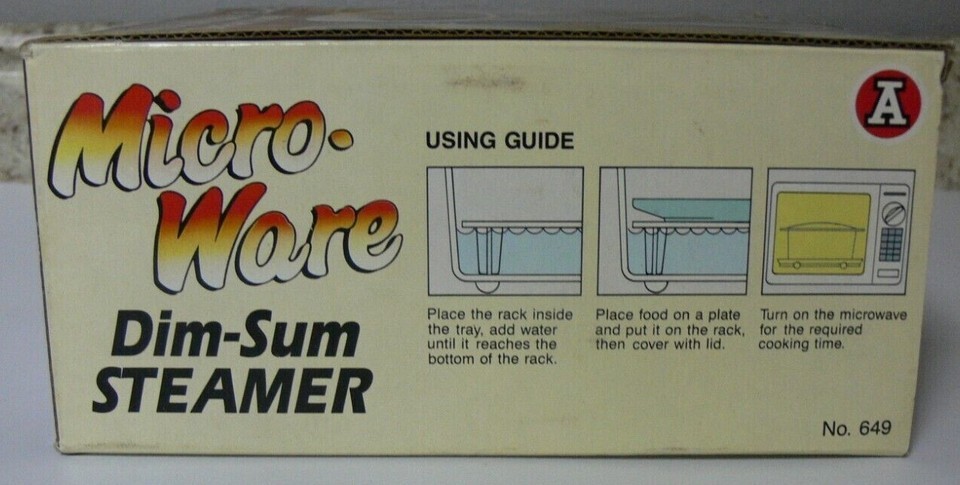 Micro-
Ware
Dim-Sum
STEAMER
A
USING GUIDE
Place the rack inside
the tray, add water
until it reaches the
bottom of the rack.
Place food on a plate
and put it on the rack,
then cover with lid.
Turn on the microwave
for the required
cooking time.
No. 649